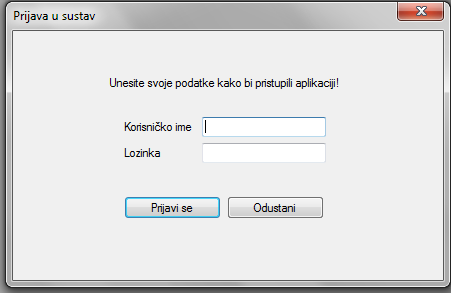 Prijava u sustav
Unesite svoje podatke kako bi pristupili aplikaciji!
Korisničko ime
Lozinka
Prijavi se Odustani